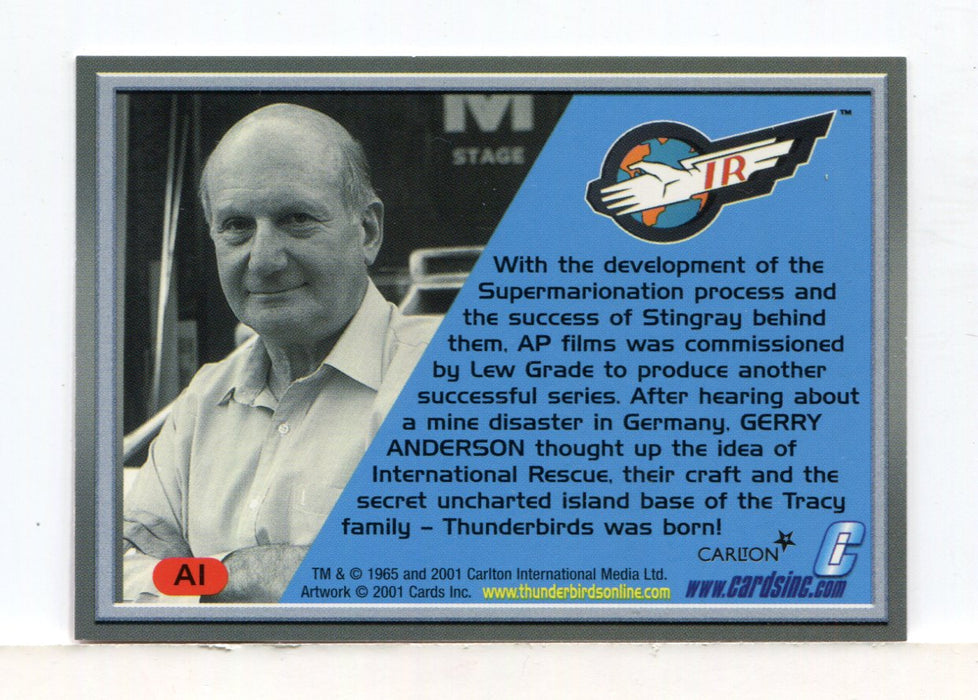 M
STAGE
IR
™
With the development of the
Supermarionation process and
the success of Stingray behind
them, AP films was commissioned
by Lew Grade to produce another
successful series. After hearing about
a mine disaster in Germany, GERRY
ANDERSON thought up the idea of
International Rescue, their craft and the
secret uncharted island base of the Tracy
family – Thunderbirds was born!
CARLTON
C
AI
TM & © 1965 and 2001 Carlton International Media Ltd.
Artwork © 2001 Cards Inc. www.thunderbirdsonline.com
www.cardsinc.com